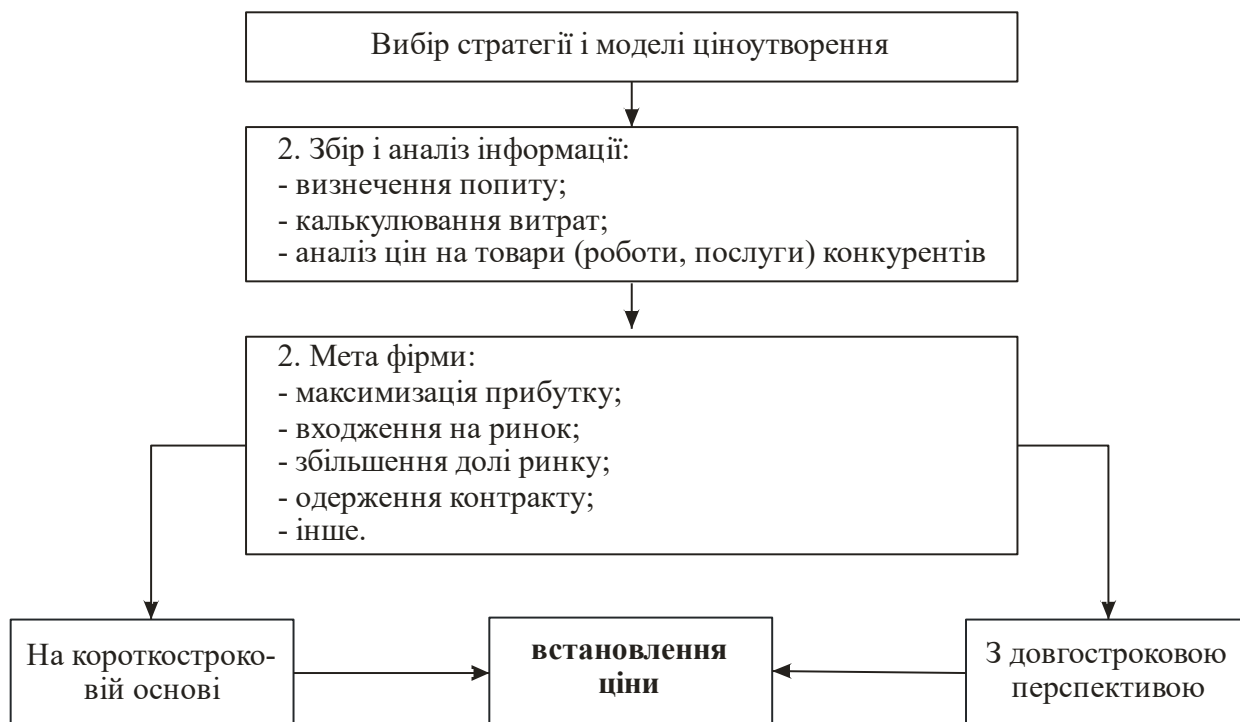 Вибір стратегії і моделі ціноутворення
2. Збір і аналіз інформації:
- визнечення попиту;
- калькулювання витрат;
- аналіз цін на товари (роботи, послуги) конкурентів
2. Мета фірми:
- максимизація прибутку;
- входження на ринок;
- збільшення долі ринку;
- одерження контракту;
- інше.
На короткостроко-
вій основі
встановлення
ціни
З довгостроковою
перспективою